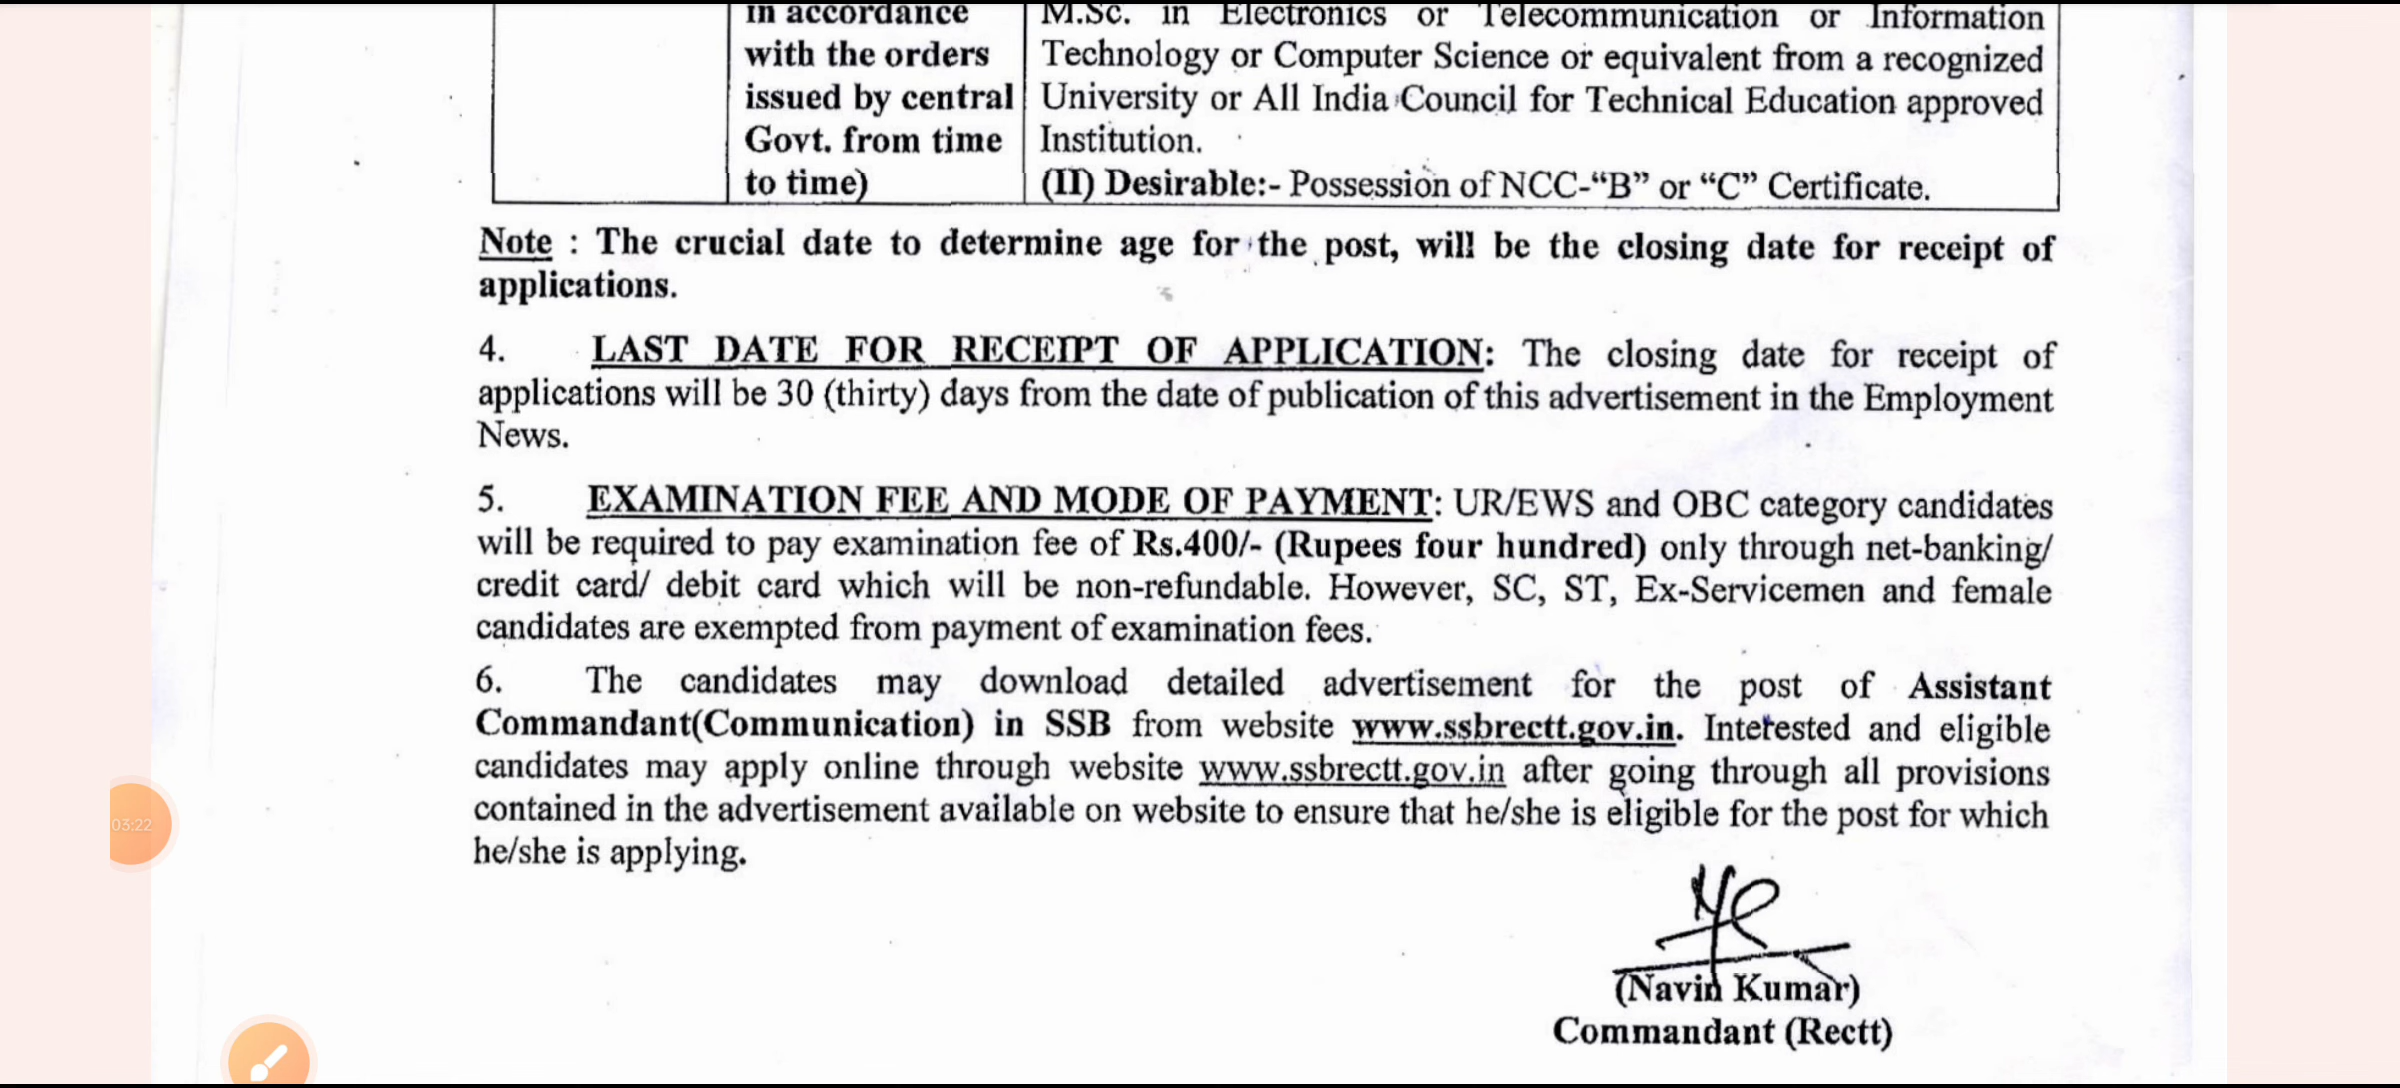 in accordance
with the orders
issued by central
Govt. from time
to time)
M.Sc. in Electronics or Telecommunication or Information
Technology or Computer Science or equivalent from a recognized
University or All India Council for Technical Education approved
Institution.
(II) Desirable:- Possession of NCC-“B” or “C” Certificate.
Note : The crucial date to determine age for the post, will be the closing date for receipt of
applications.
4. LAST DATE FOR RECEIPT OF APPLICATION: The closing date for receipt of
applications will be 30 (thirty) days from the date of publication of this advertisement in the Employment
News.
5. EXAMINATION FEE AND MODE OF PAYMENT: UR/EWS and OBC category candidates
will be required to pay examination fee of Rs.400/- (Rupees four hundred) only through net-banking/
credit card/ debit card which will be non-refundable. However, SC, ST, Ex-Servicemen and female
candidates are exempted from payment of examination fees.
6. The candidates may download detailed advertisement for the post of Assistant
Commandant(Communication) in SSB from website www.ssbrectt.gov.in. Interested and eligible
candidates may apply online through website www.ssbrectt.gov.in after going through all provisions
contained in the advertisement available on website to ensure that he/she is eligible for the post for which
he/she is applying.
03:22
(Navin Kumar)
Commandant (Rectt)